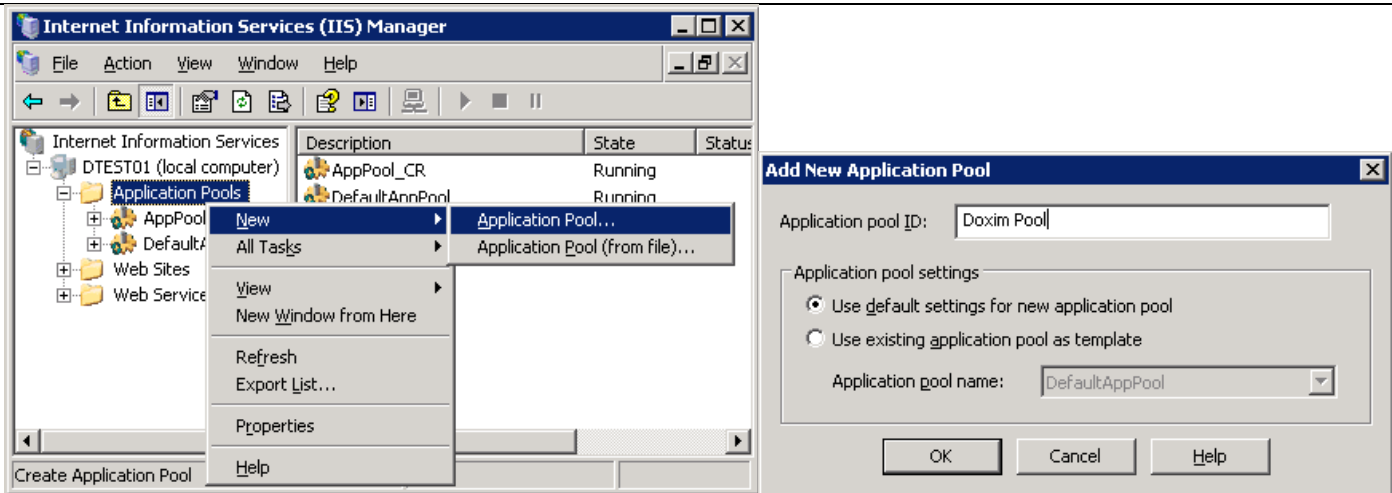 Internet Information Services (IIS) Manager
File Action View Window Help
Internet Information Services
DTEST01 (local computer)
Application Pools
AppPool
DefaultA
Web Sites
Web Service
Description State Status
AppPool_CR Running
DefaultAppPool Running
New
All Tasks
View
New Window from Here
Refresh
Export List...
Properties
Help
Application Pool...
Application Pool (from file)...
Create Application Pool
Add New Application Pool
Application pool ID: Doxim Pool
Application pool settings
Use default settings for new application pool
Use existing application pool as template
Application pool name: DefaultAppPool
OK Cancel Help